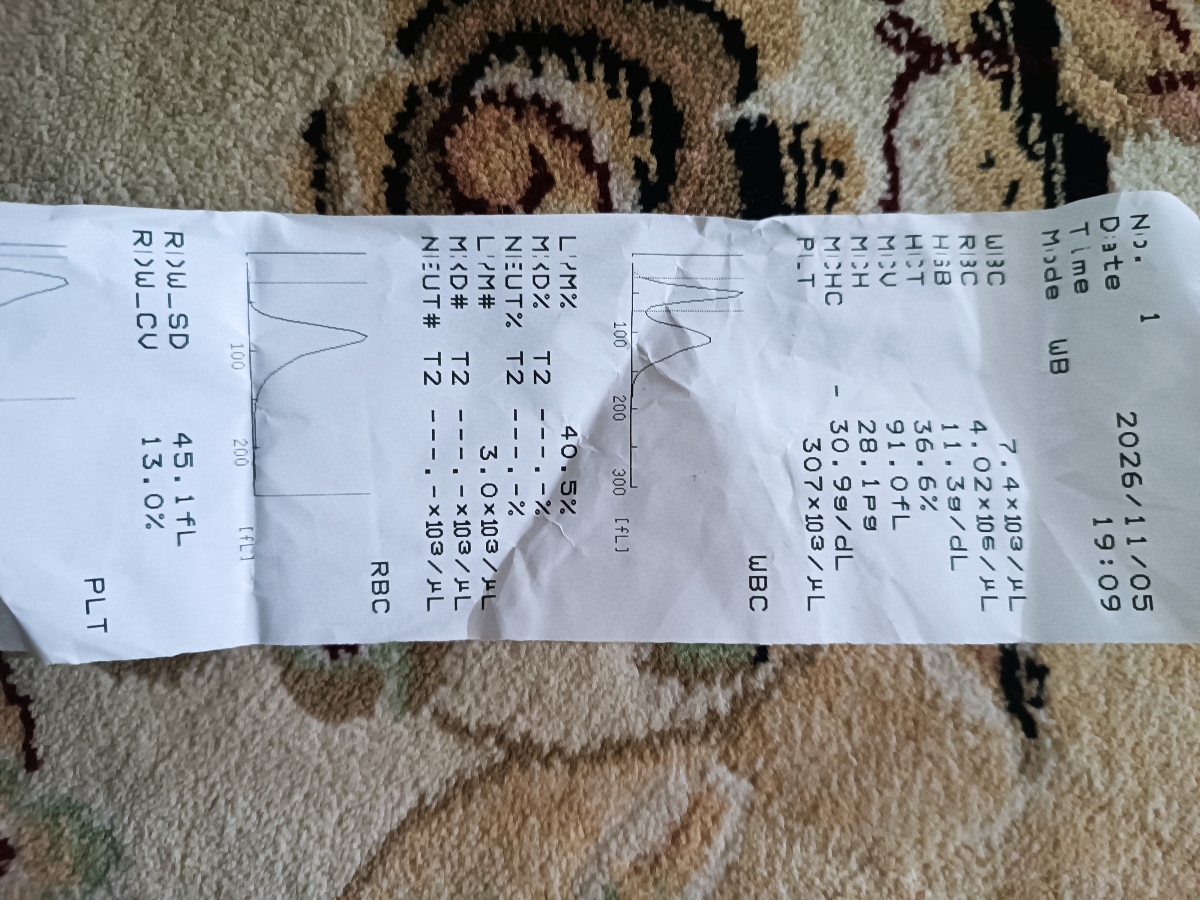 No. 1 2026/11/05
Date 19:09
Time
Mode WB
WBC 7.4×10³/µL
RBC 4.02×10⁶/µL
HGB 11.3g/dL
HCT 36.6%
MCV 91.0fL
MCH 28.1pg
MCHC - 30.9g/dL
PLT 307×10³/µL
WBC
100 200 300 [fL]
LYM% 40.5%
MXD% T2 ---.-%
NEUT% T2 ---.-%
LYM# 3.0×10³/µL
MXD# T2 ---.-×10³/µL
NEUT# T2 ---.-×10³/µL
RBC
100 200 [fL]
RDW_SD 45.1fL
RDW_CV 13.0%
PLT